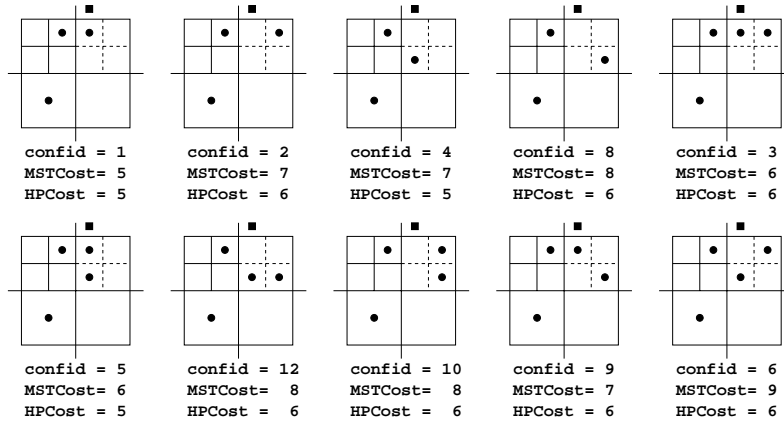 confid = 1
MSTCost= 5
HPCost = 5
confid = 2
MSTCost= 7
HPCost = 6
confid = 4
MSTCost= 7
HPCost = 5
confid = 8
MSTCost= 8
HPCost = 6
confid = 3
MSTCost= 6
HPCost = 6
confid = 5
MSTCost= 6
HPCost = 5
confid = 12
MSTCost= 8
HPCost = 6
confid = 10
MSTCost= 8
HPCost = 6
confid = 9
MSTCost= 7
HPCost = 6
confid = 6
MSTCost= 9
HPCost = 6